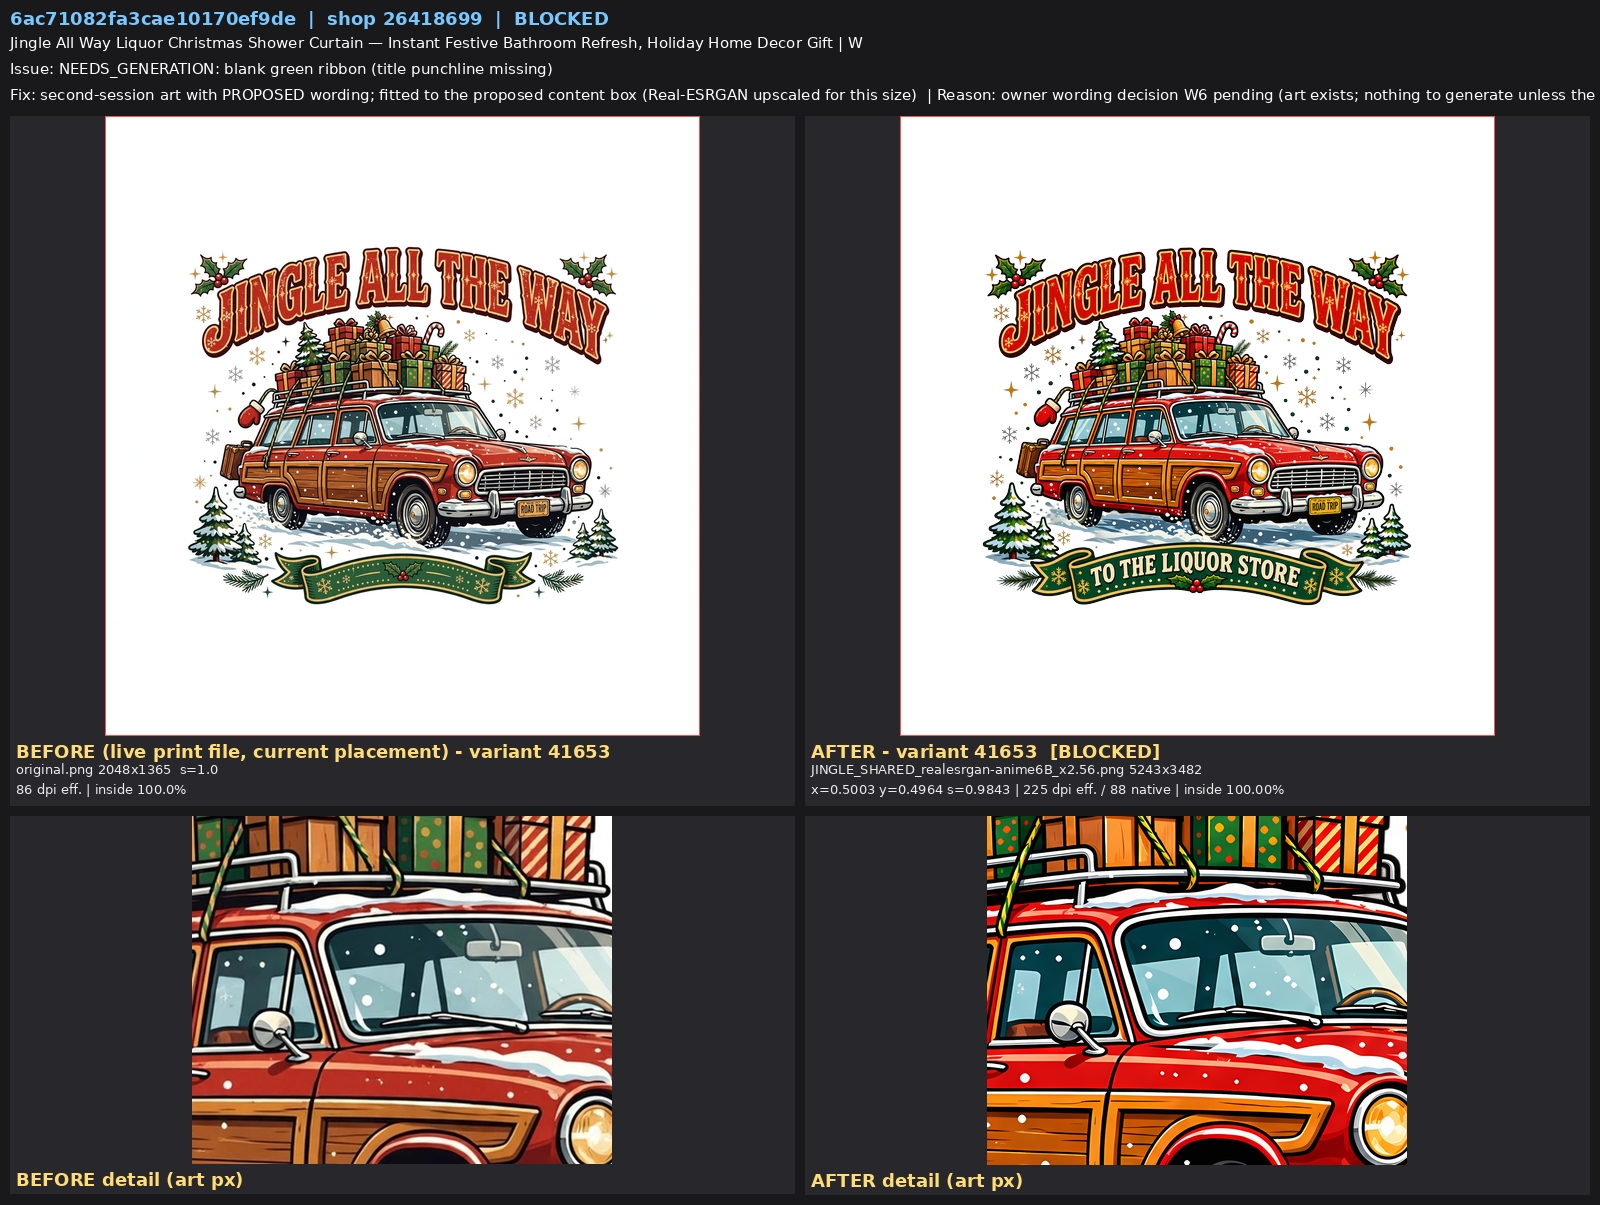 6ac71082fa3cae10170ef9de | shop 26418699 | BLOCKED
Jingle All Way Liquor Christmas Shower Curtain — Instant Festive Bathroom Refresh, Holiday Home Decor Gift | W
Issue: NEEDS_GENERATION: blank green ribbon (title punchline missing)
Fix: second-session art with PROPOSED wording; fitted to the proposed content box (Real-ESRGAN upscaled for this size) | Reason: owner wording decision W6 pending (art exists; nothing to generate unless the
JINGLE ALL THE WAY
ROAD TRIP
BEFORE (live print file, current placement) - variant 41653
original.png 2048x1365 s=1.0
86 dpi eff. | inside 100.0%
JINGLE ALL THE WAY
ROAD TRIP
TO THE LIQUOR STORE
AFTER - variant 41653 [BLOCKED]
JINGLE_SHARED_realesrgan-anime6B_x2.56.png 5243x3482
x=0.5003 y=0.4964 s=0.9843 | 225 dpi eff. / 88 native | inside 100.00%
BEFORE detail (art px)
AFTER detail (art px)